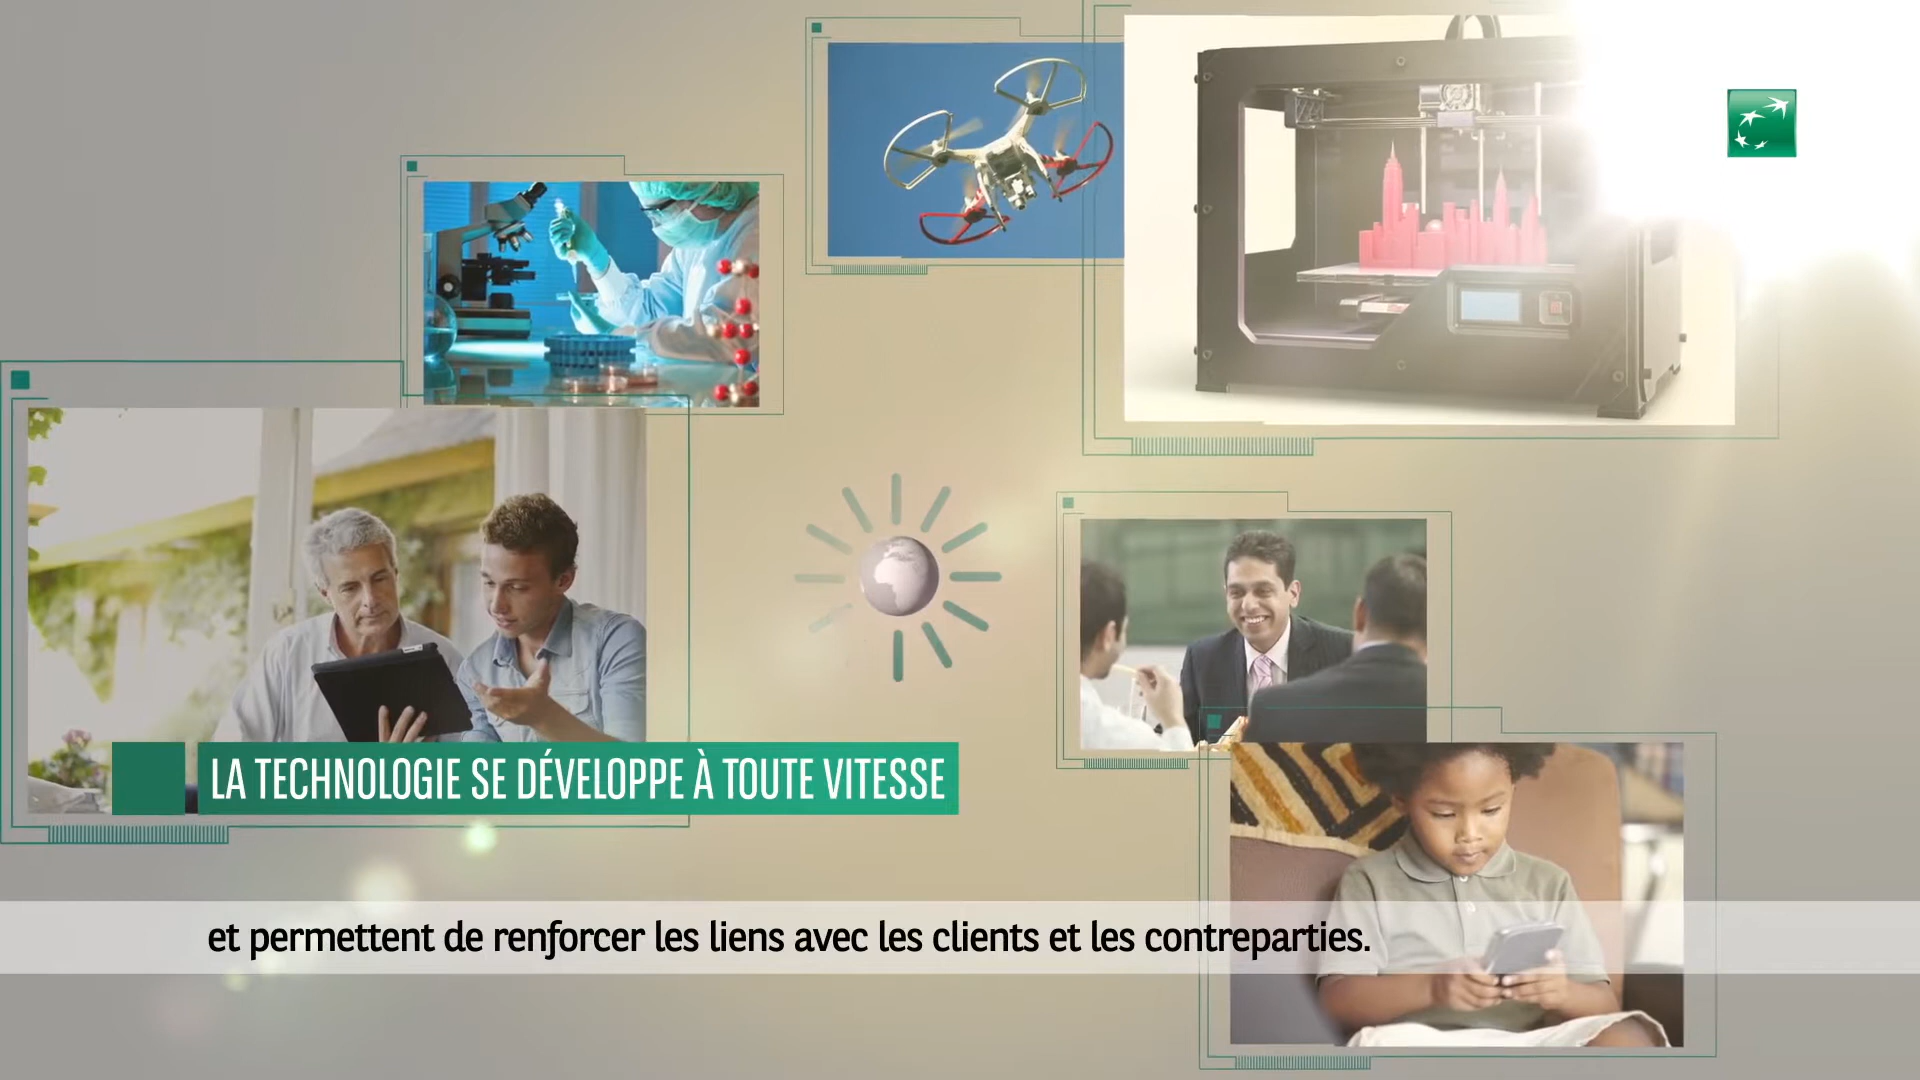 LA TECHNOLOGIE SE DÉVELOPPE À TOUTE VITESSE
et permettent de renforcer les liens avec les clients et les contreparties.